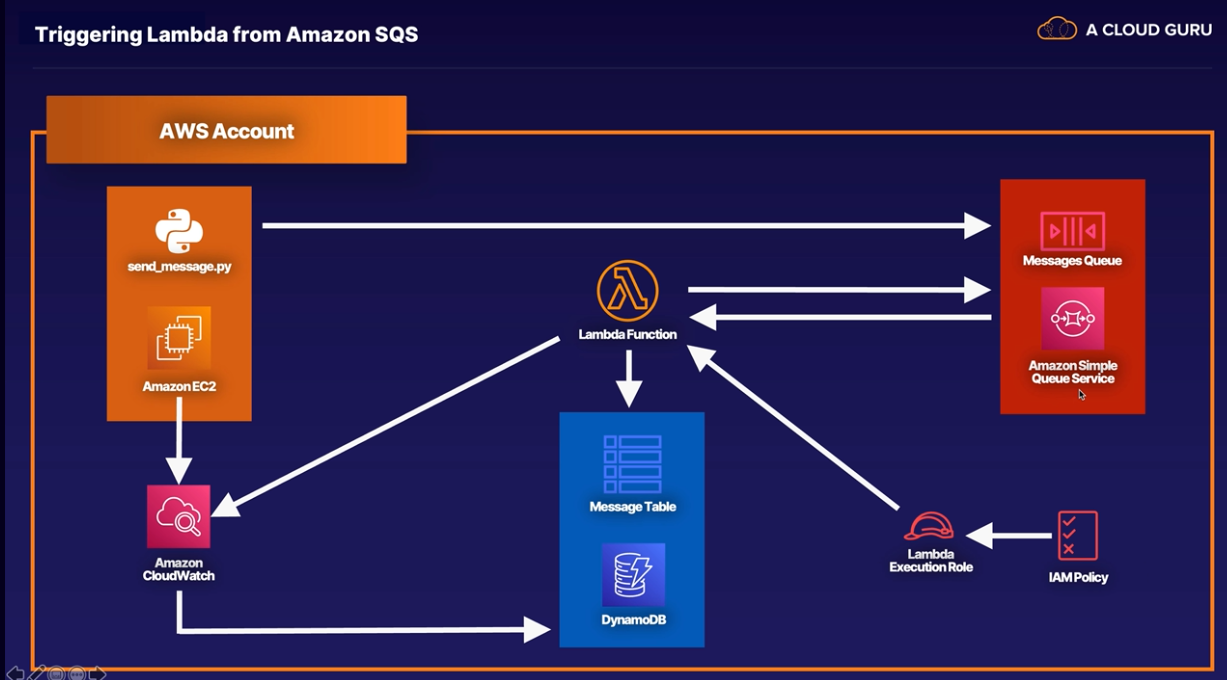 Triggering Lambda from Amazon SQS
A CLOUD GURU
AWS Account
send_message.py
Amazon EC2
Messages Queue
Amazon Simple
Queue Service
Lambda Function
Message Table
DynamoDB
Amazon
CloudWatch
Lambda
Execution Role
IAM Policy